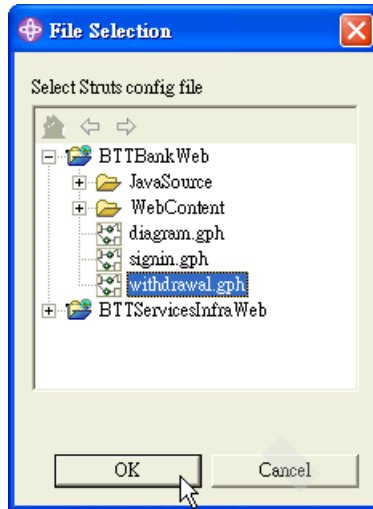 File Selection
Select Struts config file
BTTBankWeb
JavaSource
WebContent
diagram.gph
signin.gph
withdrawal.gph
BTTServicesInfraWeb
OK Cancel